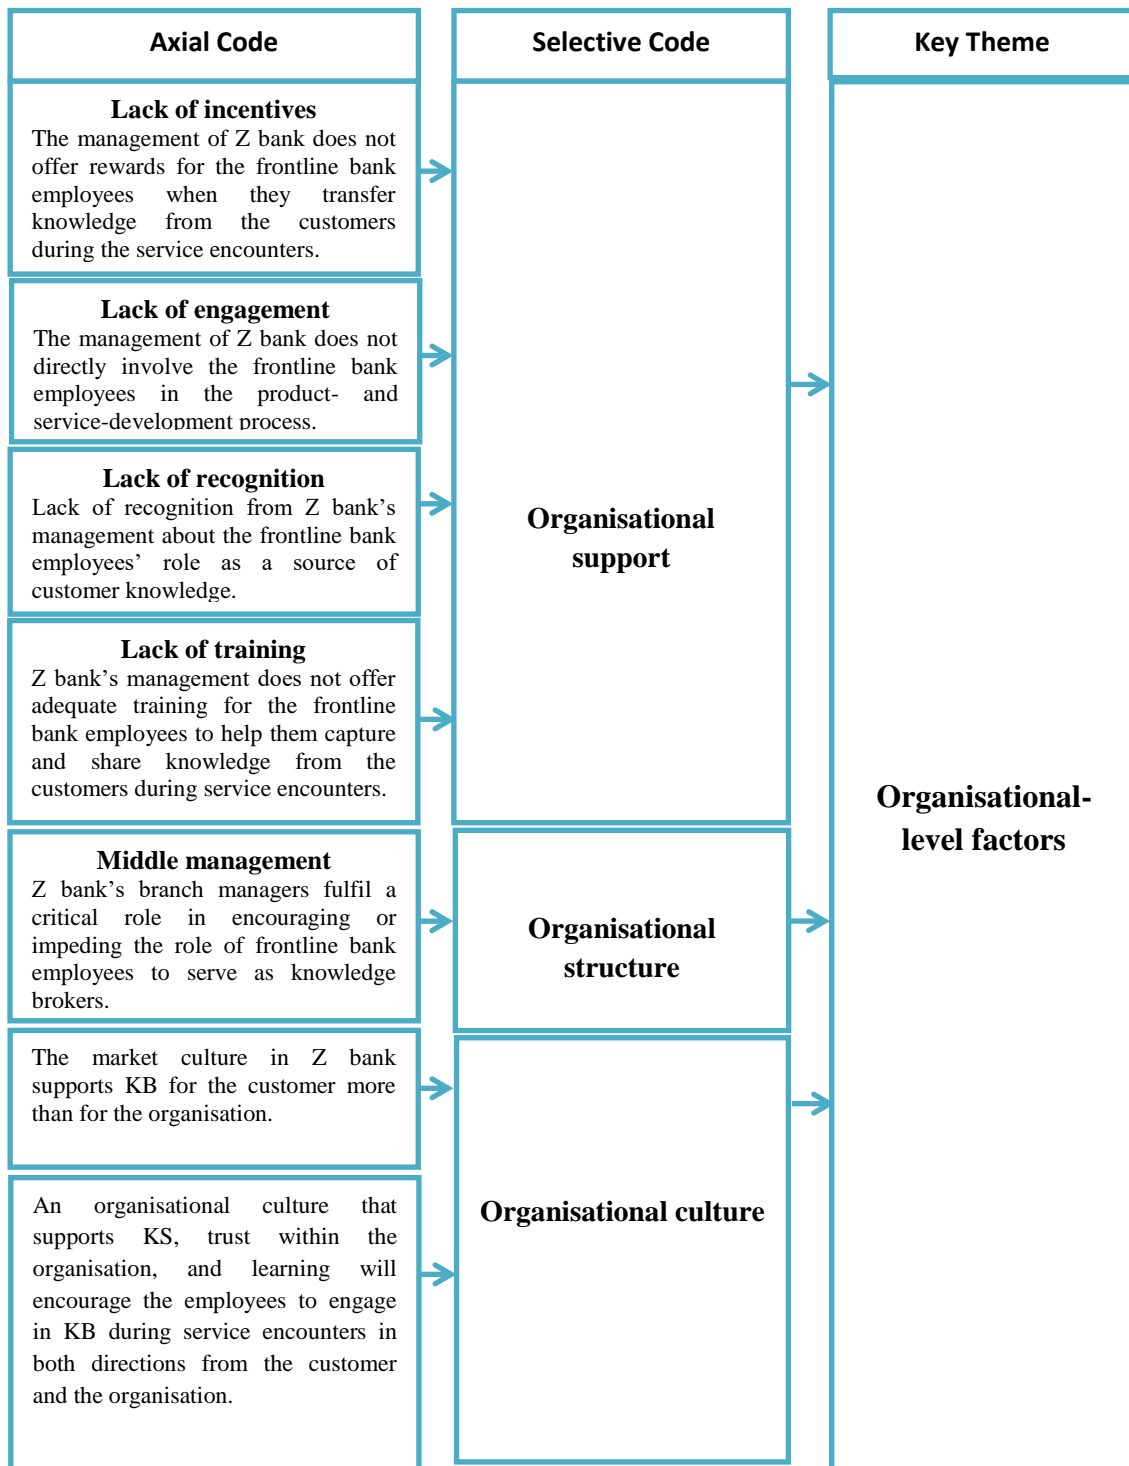 Axial Code
Selective Code
Key Theme
Lack of incentives
The management of Z bank does not
offer rewards for the frontline bank
employees when they transfer
knowledge from the customers
during the service encounters.
Lack of engagement
The management of Z bank does not
directly involve the frontline bank
employees in the product- and
service-development process.
Lack of recognition
Lack of recognition from Z bank’s
management about the frontline bank
employees’ role as a source of
customer knowledge.
Lack of training
Z bank’s management does not offer
adequate training for the frontline
bank employees to help them capture
and share knowledge from the
customers during service encounters.
Middle management
Z bank’s branch managers fulfil a
critical role in encouraging or
impeding the role of frontline bank
employees to serve as knowledge
brokers.
The market culture in Z bank
supports KB for the customer more
than for the organisation.
An organisational culture that
supports KS, trust within the
organisation, and learning will
encourage the employees to engage
in KB during service encounters in
both directions from the customer
and the organisation.
Organisational
support
Organisational
structure
Organisational culture
Organisational-
level factors